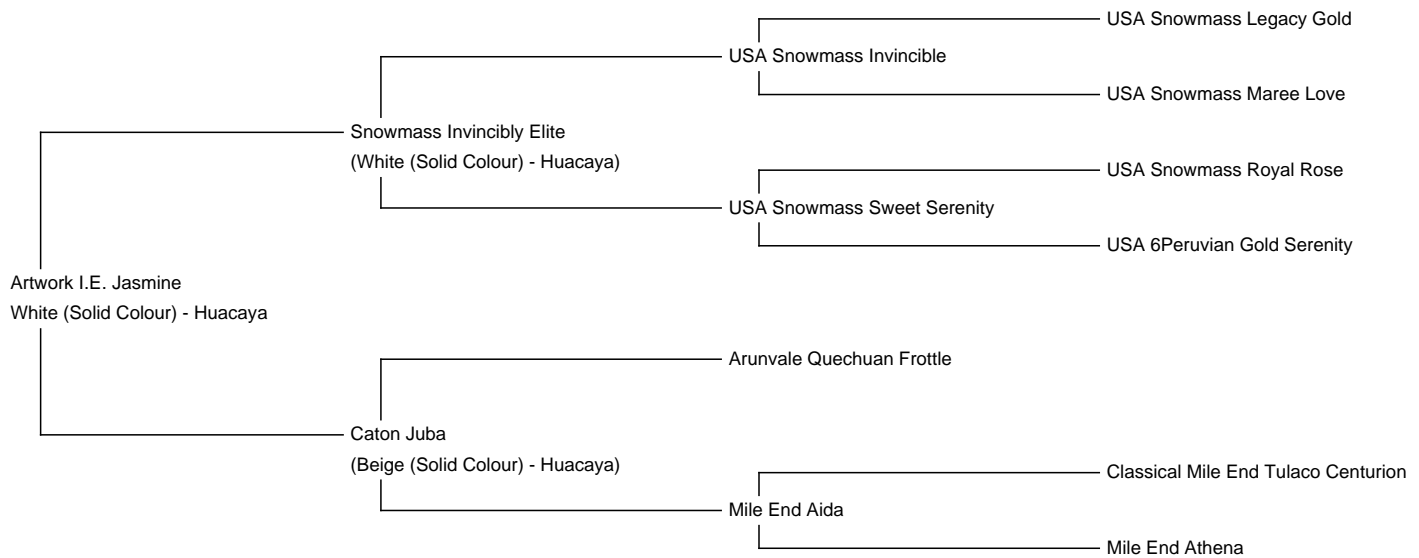 USA Snowmass Legacy Gold
USA Snowmass Invincible
USA Snowmass Maree Love
Snowmass Invincibly Elite
(White (Solid Colour) - Huacaya)
USA Snowmass Royal Rose
USA Snowmass Sweet Serenity
USA 6Peruvian Gold Serenity
Artwork I.E. Jasmine
White (Solid Colour) - Huacaya
Arunvale Quechuan Frottle
Caton Juba
(Beige (Solid Colour) - Huacaya)
Classical Mile End Tulaco Centurion
Mile End Aida
Mile End Athena